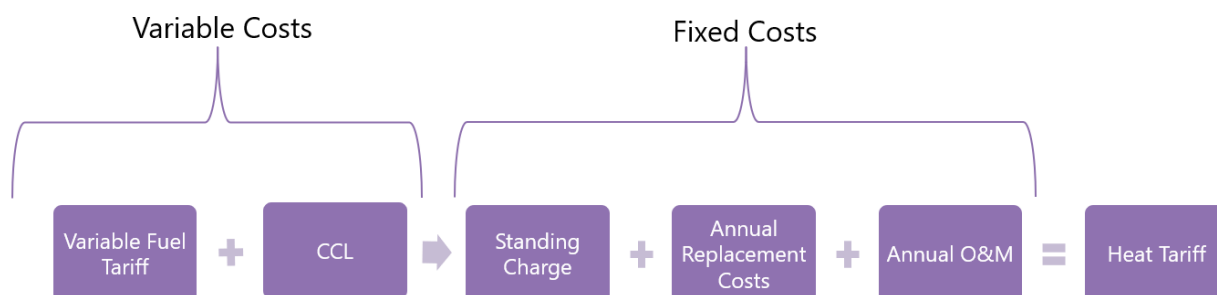 Variable Costs
Fixed Costs
Variable Fuel
Tariff
CCL
Standing
Charge
Annual
Replacement
Costs
Annual O&M
Heat Tariff